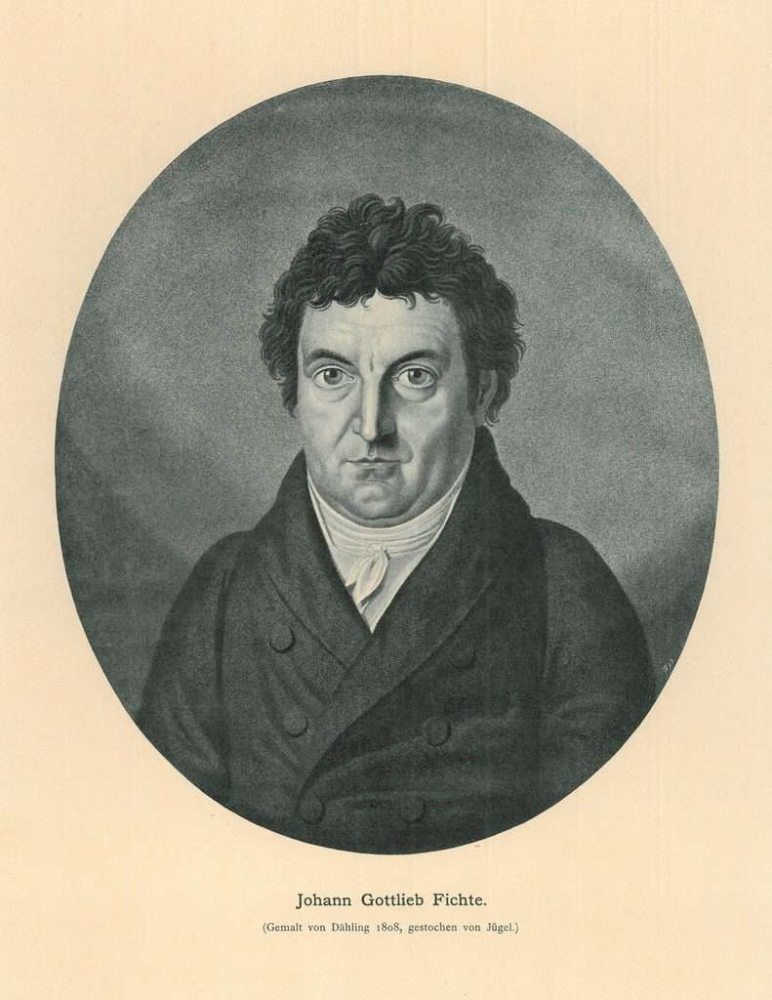 Johann Gottlieb Fichte.
(Gemalt von Dähling 1808, gestochen von Jügel.)